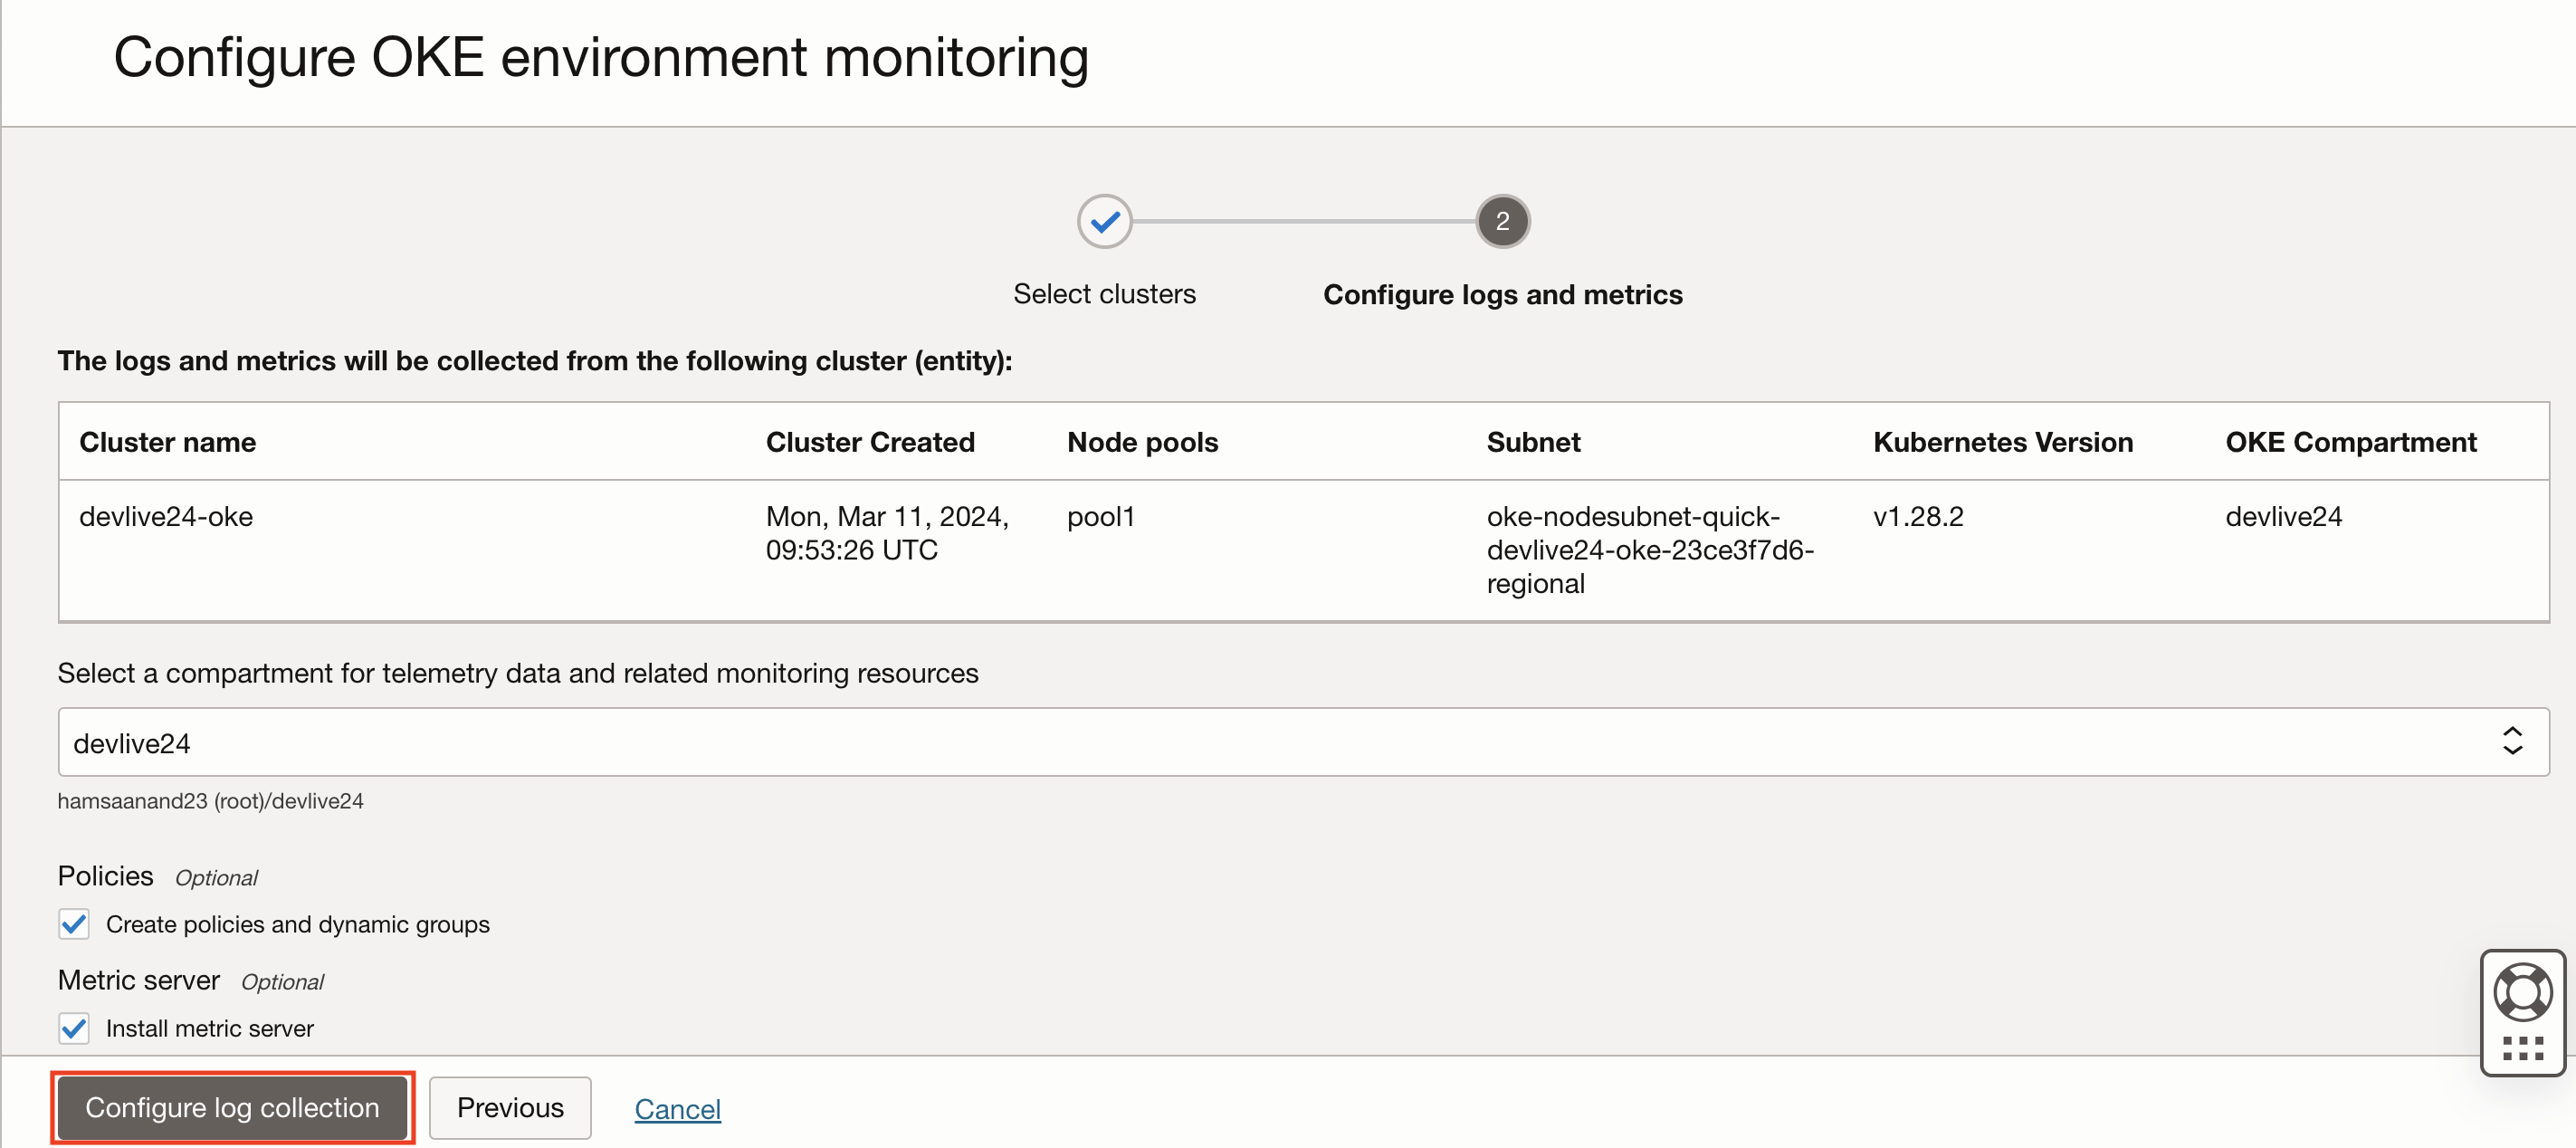 Configure OKE environment monitoring
2
Select clusters
Configure logs and metrics
The logs and metrics will be collected from the following cluster (entity):
Cluster name Cluster Created Node pools Subnet Kubernetes Version OKE Compartment
devlive24-oke Mon, Mar 11, 2024, pool1 oke-nodesubnet-quick- v1.28.2 devlive24
09:53:26 UTC devlive24-oke-23ce3f7d6-
regional
Select a compartment for telemetry data and related monitoring resources
devlive24
hamsaanand23 (root)/devlive24
Policies Optional
Create policies and dynamic groups
Metric server Optional
Install metric server
Configure log collection Previous Cancel